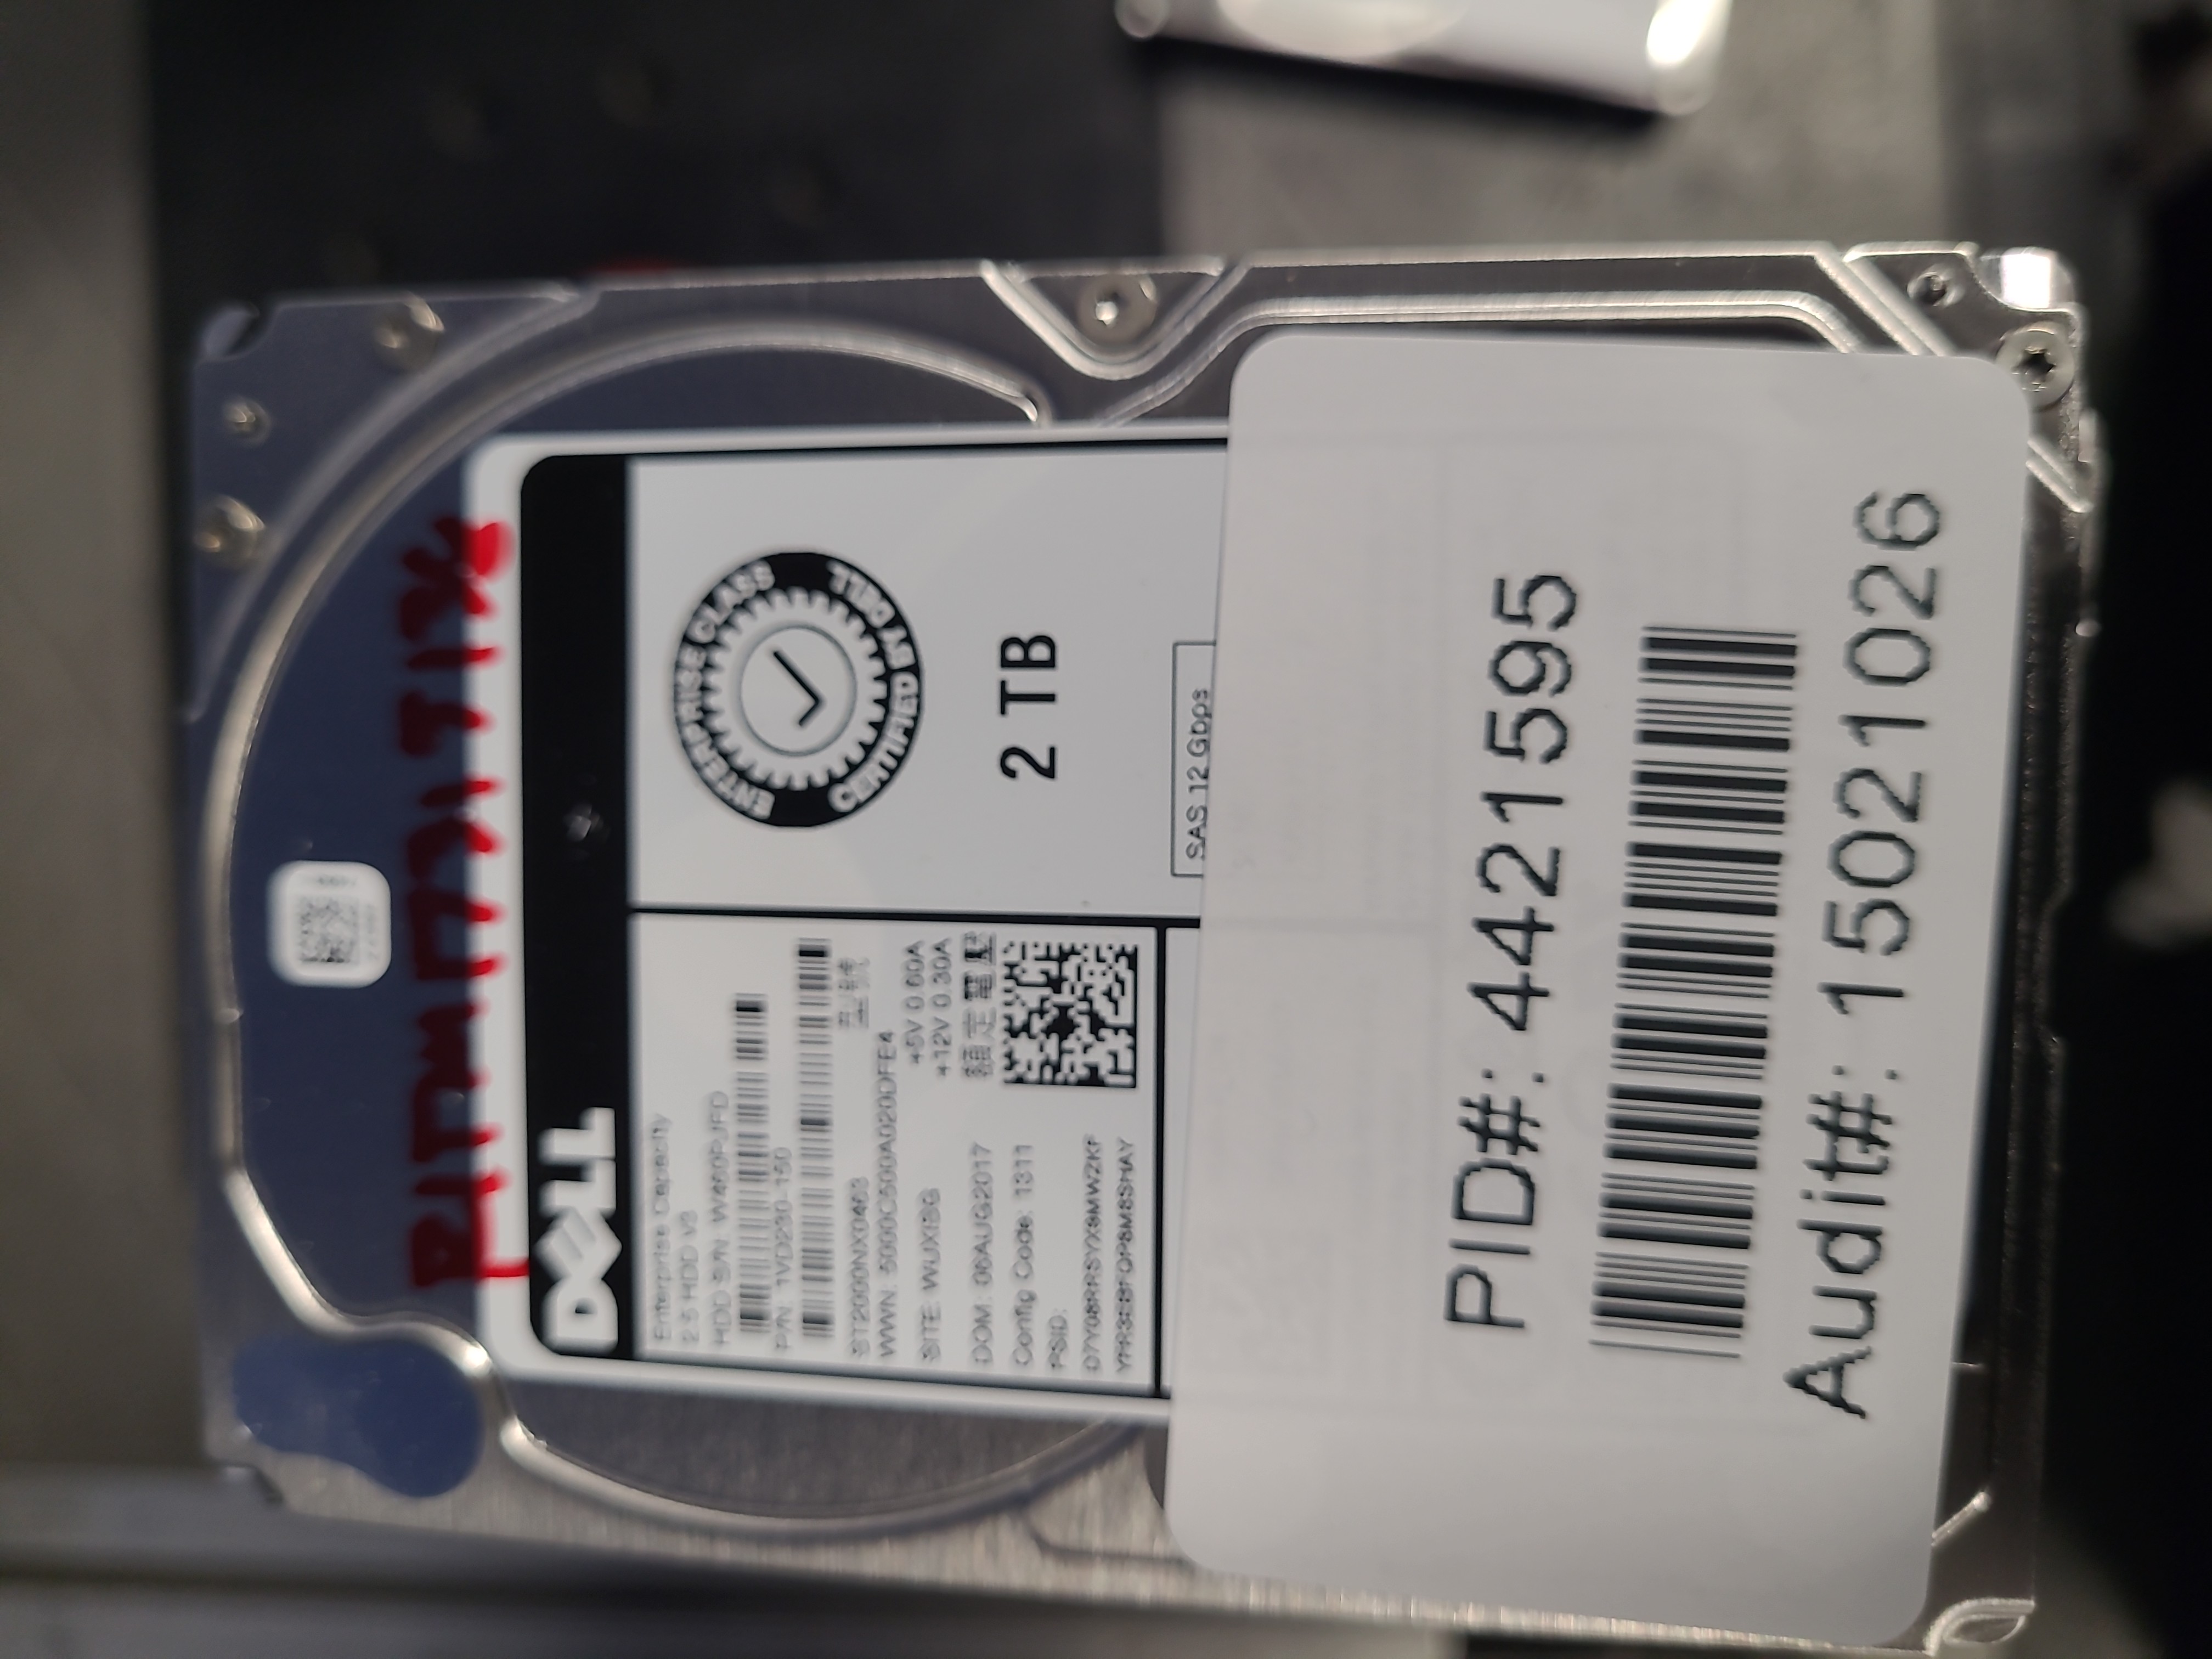 DELL
Enterprise Capacity
2.5 HDD V3
HDD S/N: W460PJFD
P/N: 1VD230-150
ST2000NX0463 型號
WWN: 5000C500A020DFE4
+5V 0.60A
SITE: WUXISG
+12V 0.30A
DOM: 06AUG2017 額定電壓
Config Code: 1311
PSID:
ENTERPRISE CLASS
CERTIFIED BY DELL
2 TB
SAS 12 Gbps
PID#: 4421595
Audit#: 15021026